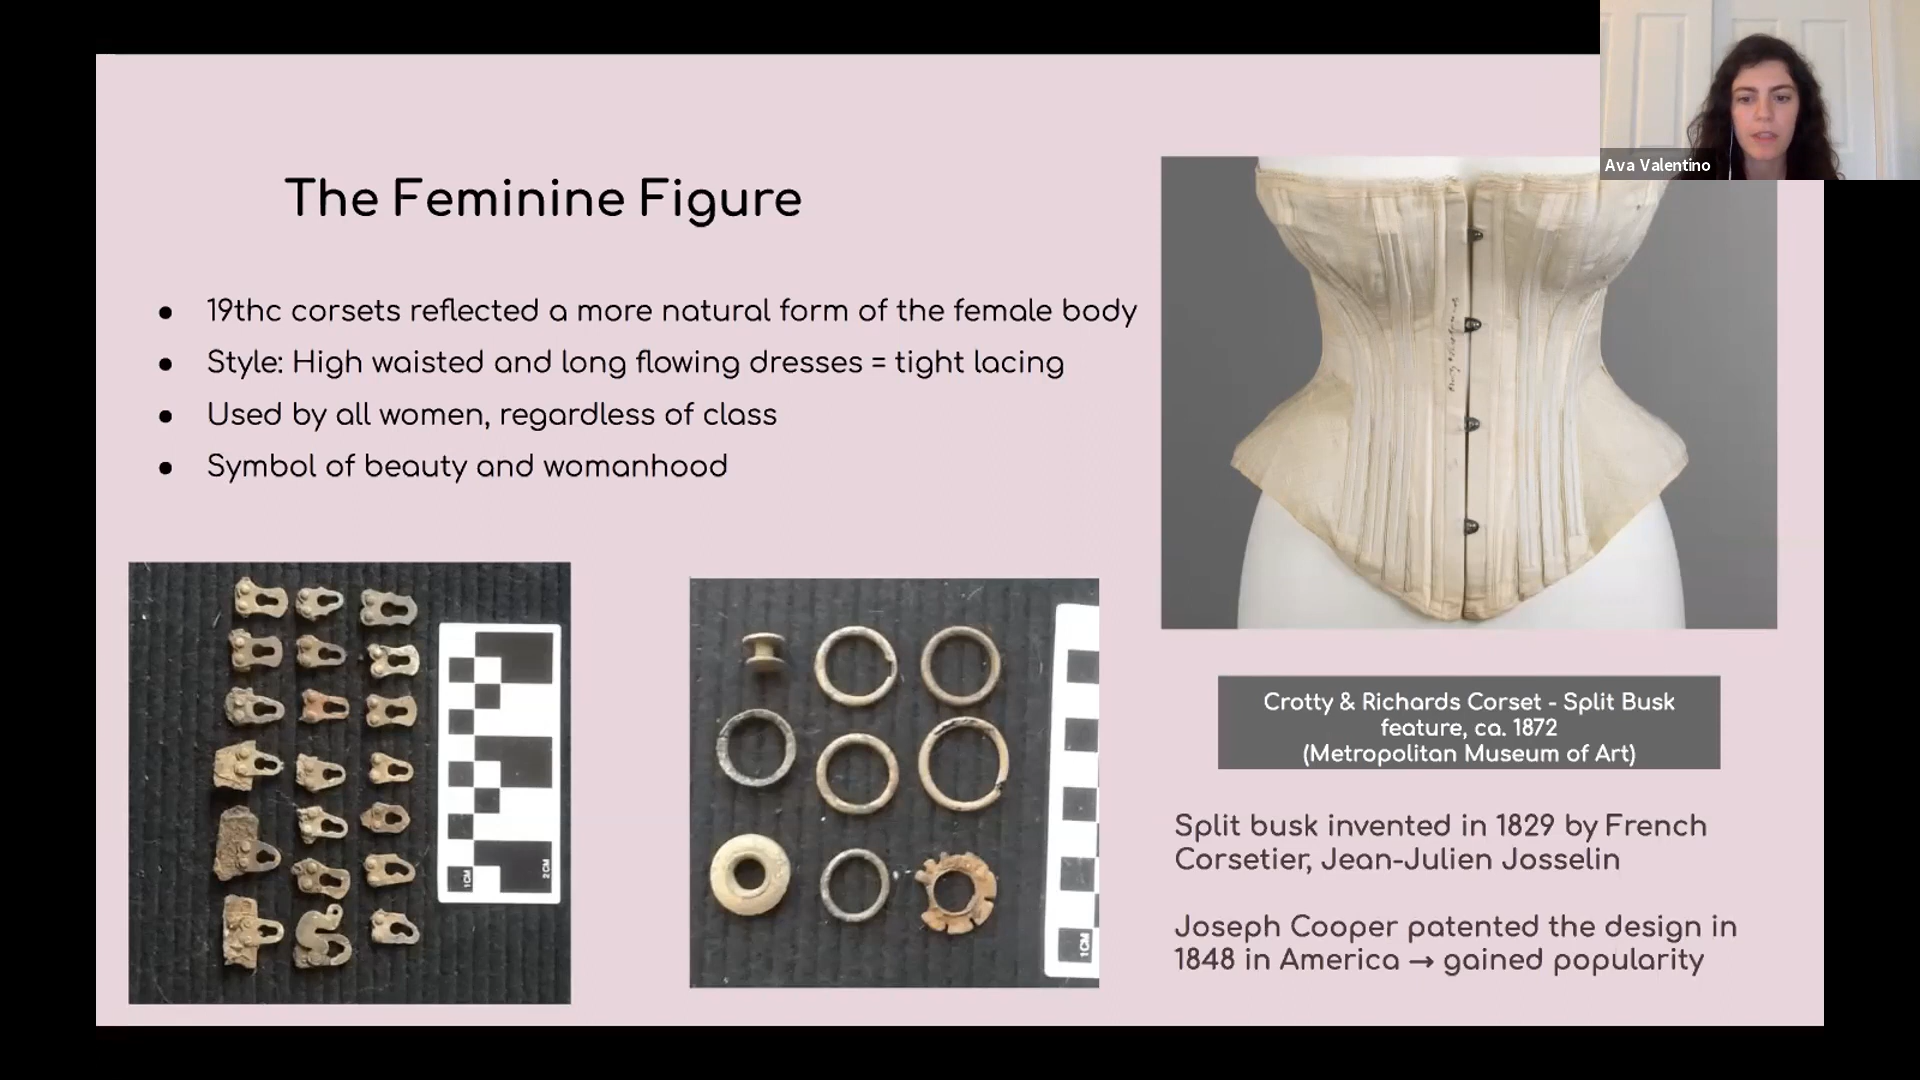 Ava Valentino
The Feminine Figure
● 19thc corsets reflected a more natural form of the female body
● Style: High waisted and long flowing dresses = tight lacing
● Used by all women, regardless of class
● Symbol of beauty and womanhood
1CM
2CM
1CM
Crotty & Richards Corset - Split Busk
feature, ca. 1872
(Metropolitan Museum of Art)
Split busk invented in 1829 by French
Corsetier, Jean-Julien Josselin
Joseph Cooper patented the design in
1848 in America → gained popularity